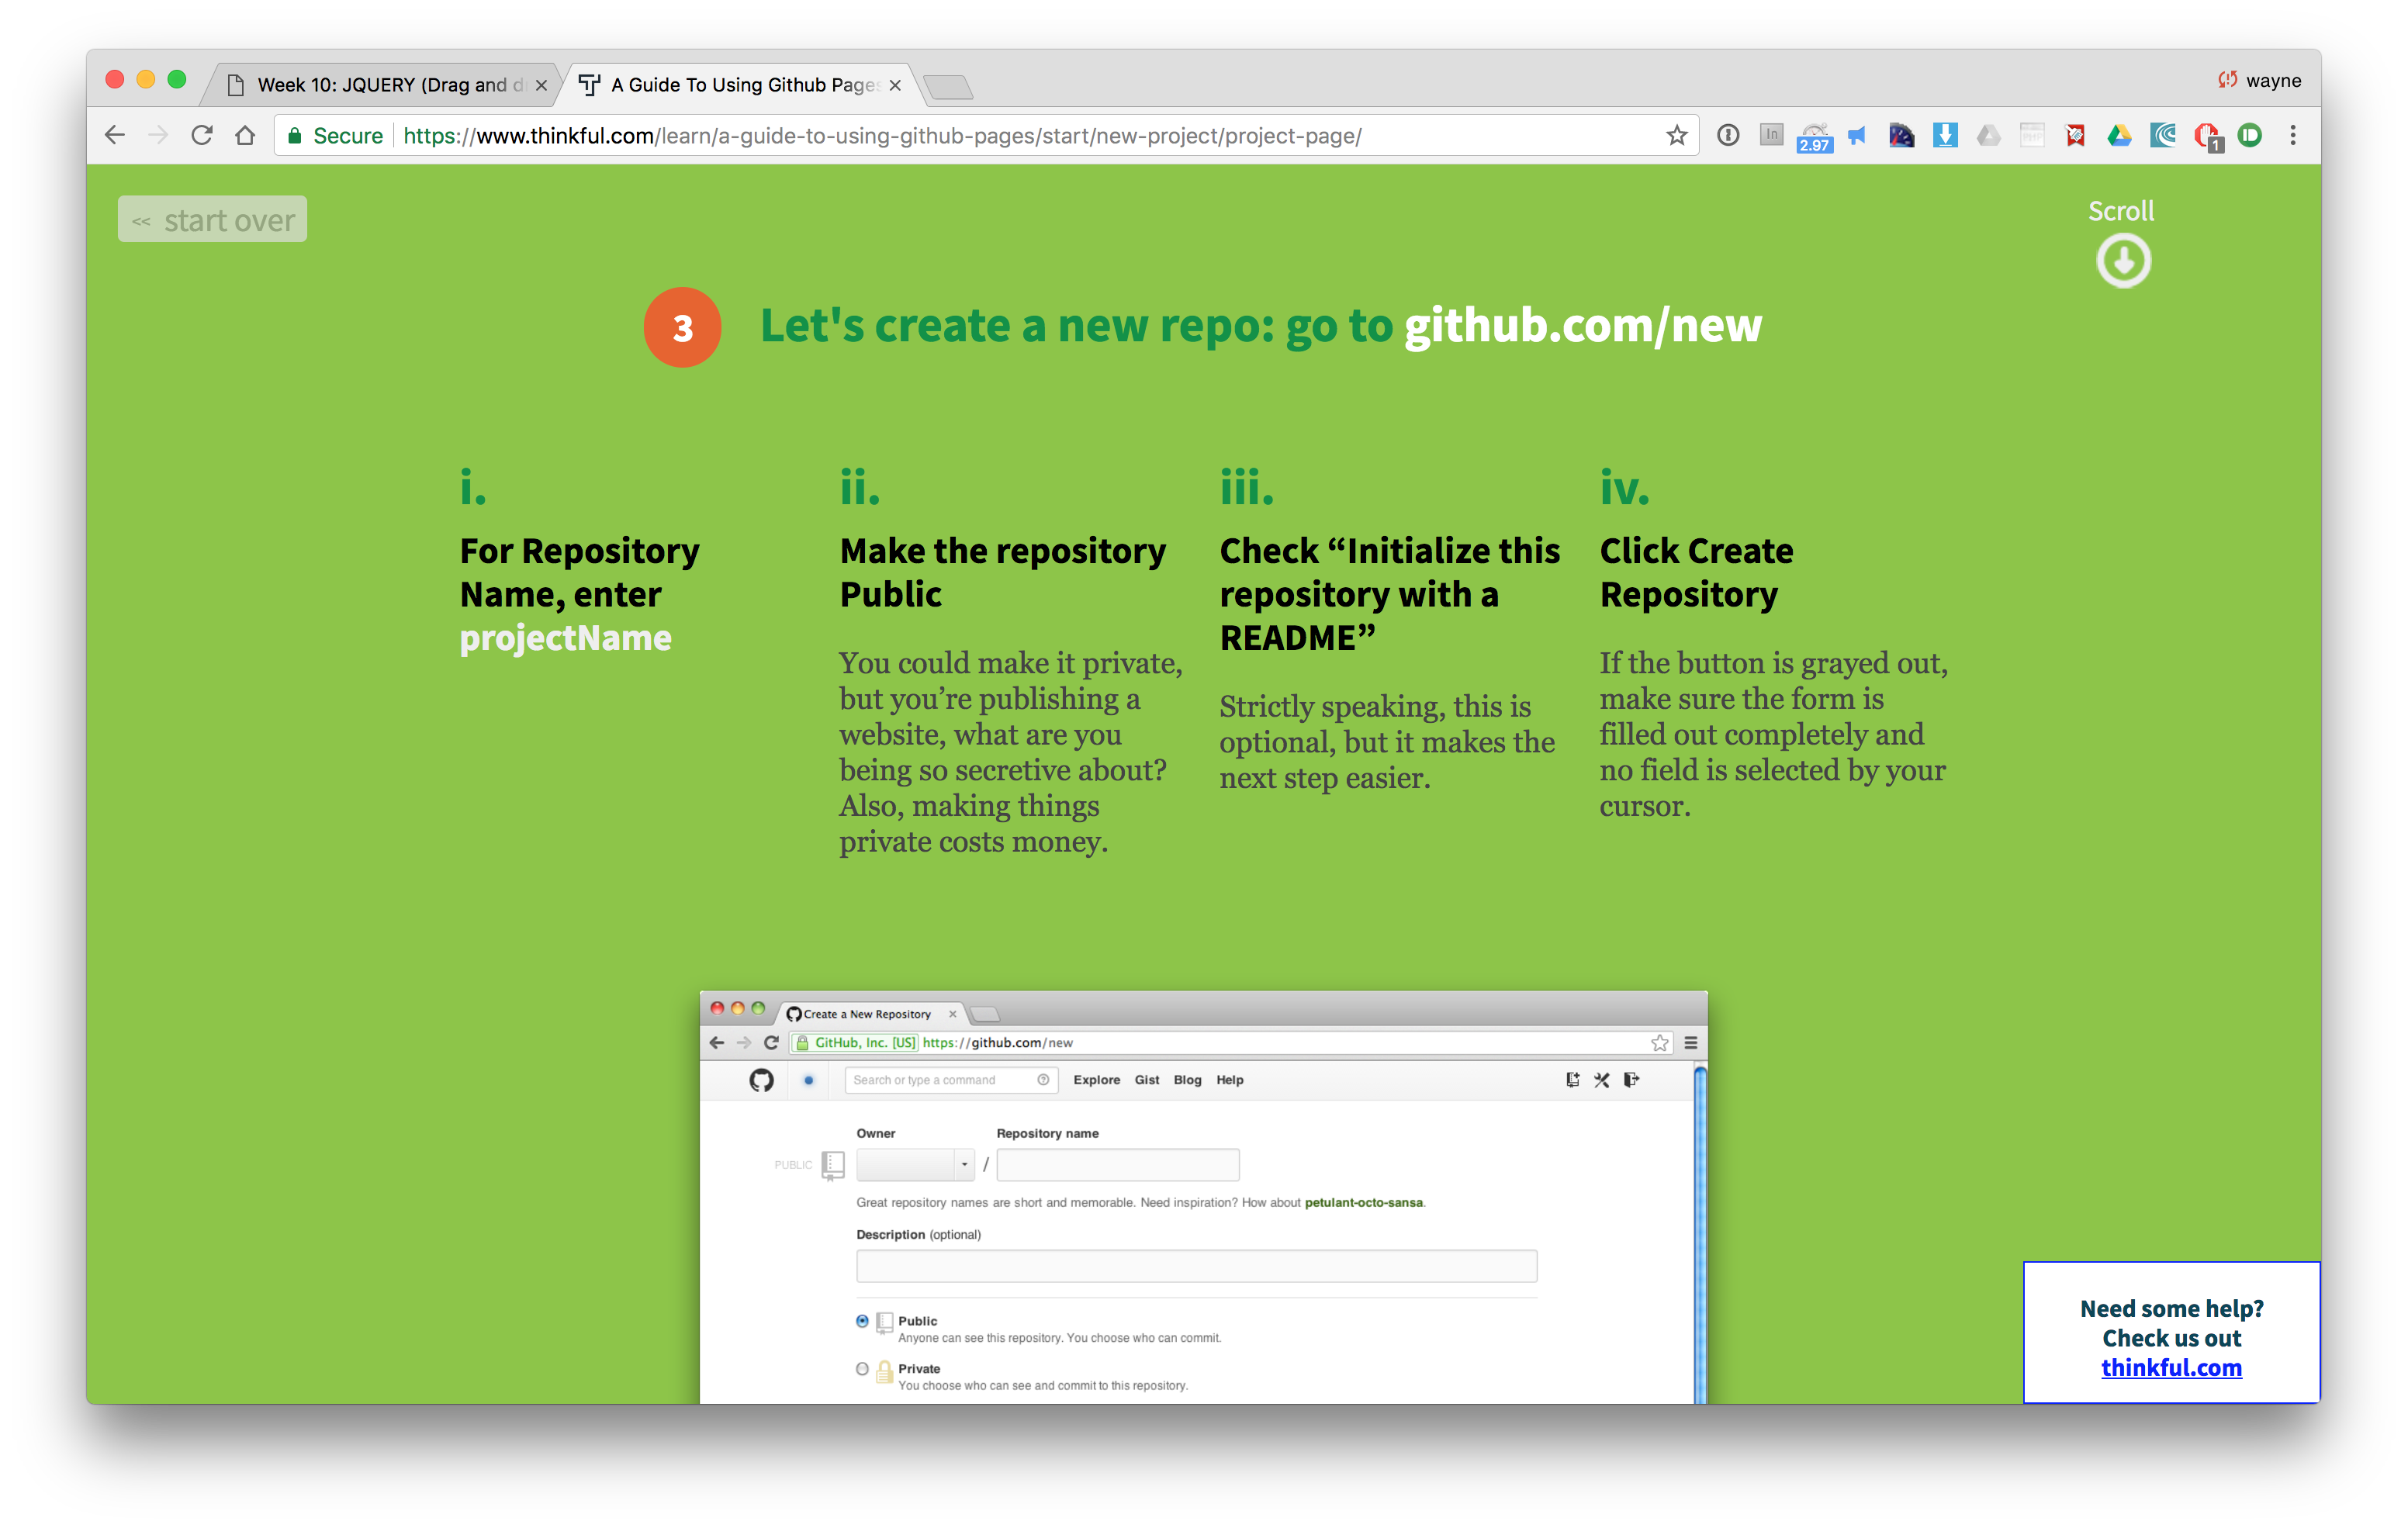 Week 10: JQUERY (Drag and d
A Guide To Using Github Pages
wayne
Secure
https://www.thinkful.com/learn/a-guide-to-using-github-pages/start/new-project/project-page/
In
2.97
PHP
1
<< start over
Scroll
3
Let's create a new repo: go to github.com/new
i.
For Repository
Name, enter
projectName
ii.
Make the repository
Public
You could make it private,
but you’re publishing a
website, what are you
being so secretive about?
Also, making things
private costs money.
iii.
Check “Initialize this
repository with a
README”
Strictly speaking, this is
optional, but it makes the
next step easier.
iv.
Click Create
Repository
If the button is grayed out,
make sure the form is
filled out completely and
no field is selected by your
cursor.
Create a New Repository
GitHub, Inc. [US] https://github.com/new
Search or type a command
Explore Gist Blog Help
Owner
Repository name
PUBLIC
/
Great repository names are short and memorable. Need inspiration? How about petulant-octo-sansa.
Description (optional)
Public
Anyone can see this repository. You choose who can commit.
Private
You choose who can see and commit to this repository.
Need some help?
Check us out
thinkful.com